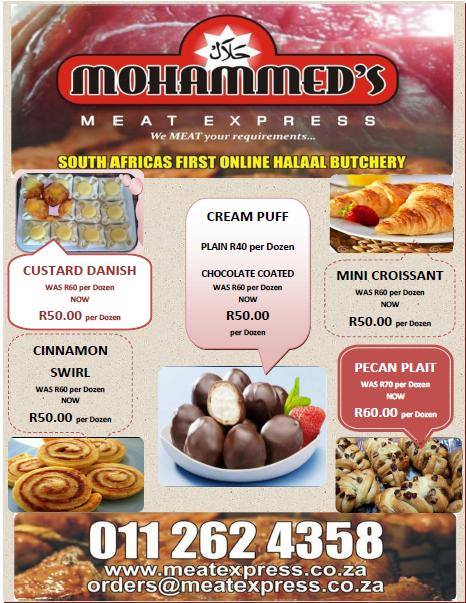 حلال
MOHAMMED'S
MEAT EXPRESS
We MEAT your requirements...
SOUTH AFRICAS FIRST ONLINE HALAAL BUTCHERY
CUSTARD DANISH
WAS R60 per Dozen
NOW
R50.00 per Dozen
CREAM PUFF
PLAIN R40 per Dozen
CHOCOLATE COATED
WAS R60 per Dozen
NOW
R50.00
per Dozen
MINI CROISSANT
WAS R60 per Dozen
NOW
R50.00 per Dozen
CINNAMON
SWIRL
WAS R60 per Dozen
NOW
R50.00 per Dozen
PECAN PLAIT
WAS R70 per Dozen
NOW
R60.00 per Dozen
011 262 4358
www.meatexpress.co.za
orders@meatexpress.co.za